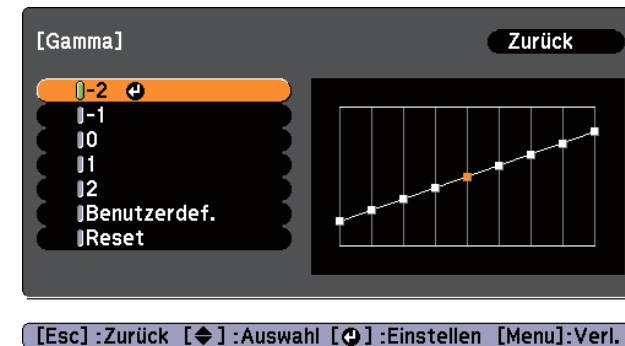 [Gamma]
Zurück
-2
-1
0
1
2
Benutzerdef.
Reset
[Esc] :Zurück [◆] :Auswahl [⏎] :Einstellen [Menu]:Verl.